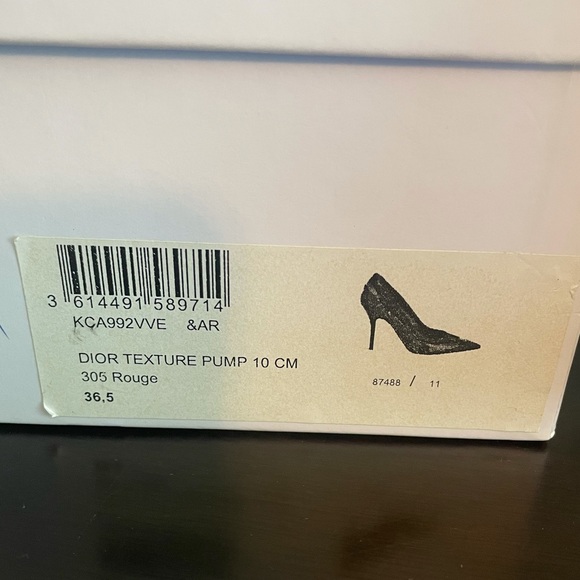 3 614491 589714
KCA992VVE &AR
DIOR TEXTURE PUMP 10 CM
305 Rouge
36,5
87488 / 11